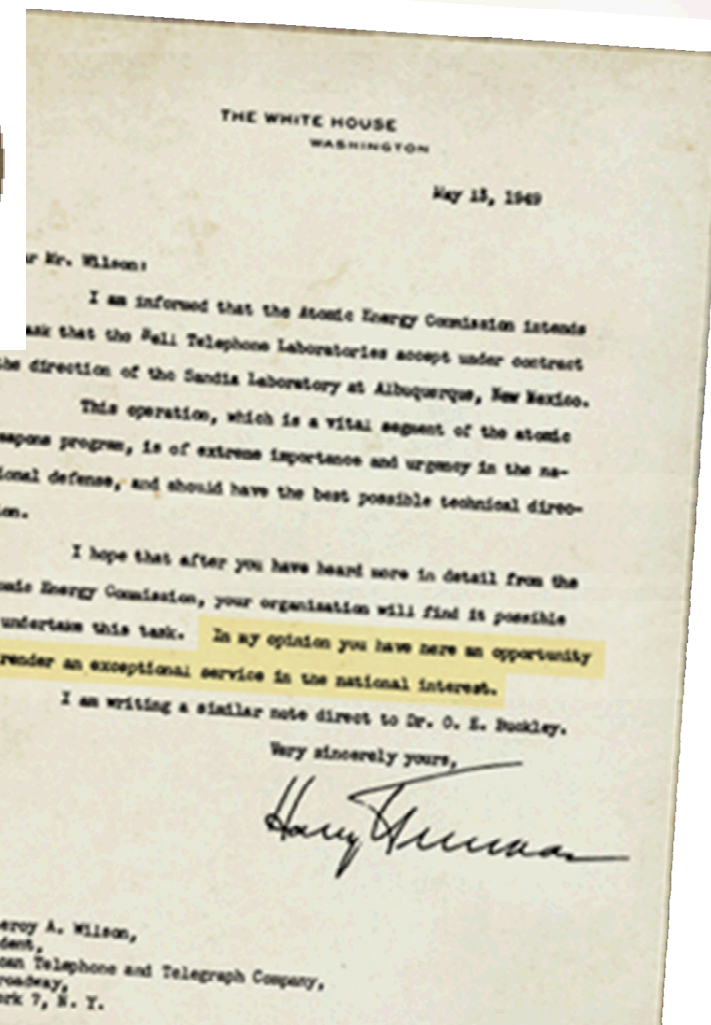 THE WHITE HOUSE
WASHINGTON
May 13, 1949
r Mr. Wilson:
I am informed that the Atomic Energy Commission intends
ask that the Bell Telephone Laboratories accept under contract
the direction of the Sandia Laboratory at Albuquerque, New Mexico.
This operation, which is a vital segment of the atomic
eapons program, is of extreme importance and urgency in the na-
ional defense, and should have the best possible technical direc-
ion.
I hope that after you have heard more in detail from the
omic Energy Commission, your organization will find it possible
undertake this task. In my opinion you have here an opportunity
render an exceptional service in the national interest.
I am writing a similar note direct to Dr. O. E. Buckley.
Very sincerely yours,
Harry Truman
eroy A. Wilson,
dent,
can Telephone and Telegraph Company,
roadway,
ork 7, N. Y.